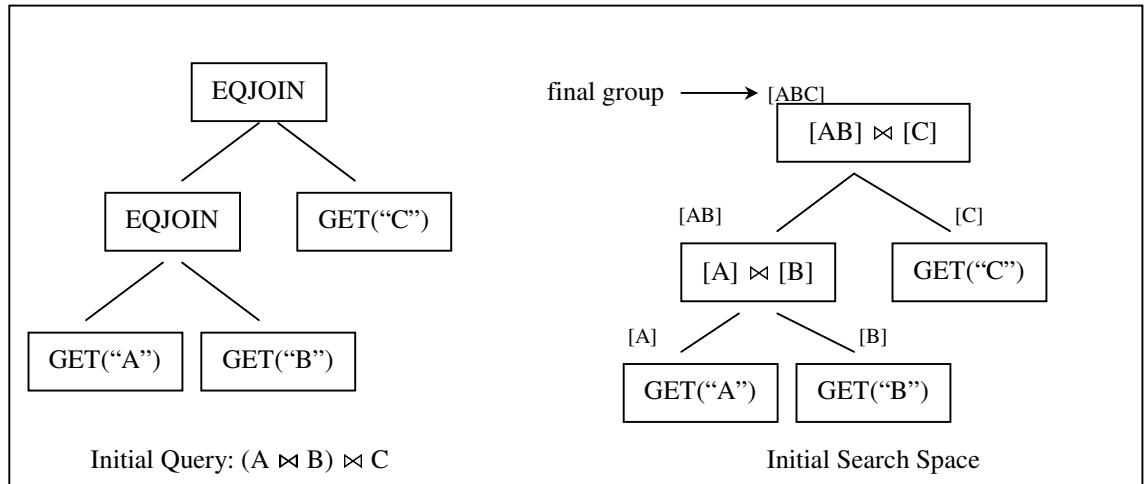 EQJOIN
EQJOIN
GET(“C”)
GET(“A”)
GET(“B”)
Initial Query: (A ⋈ B) ⋈ C
final group
[ABC]
[AB] ⋈ [C]
[AB]
[C]
[A] ⋈ [B]
GET(“C”)
[A]
[B]
GET(“A”)
GET(“B”)
Initial Search Space